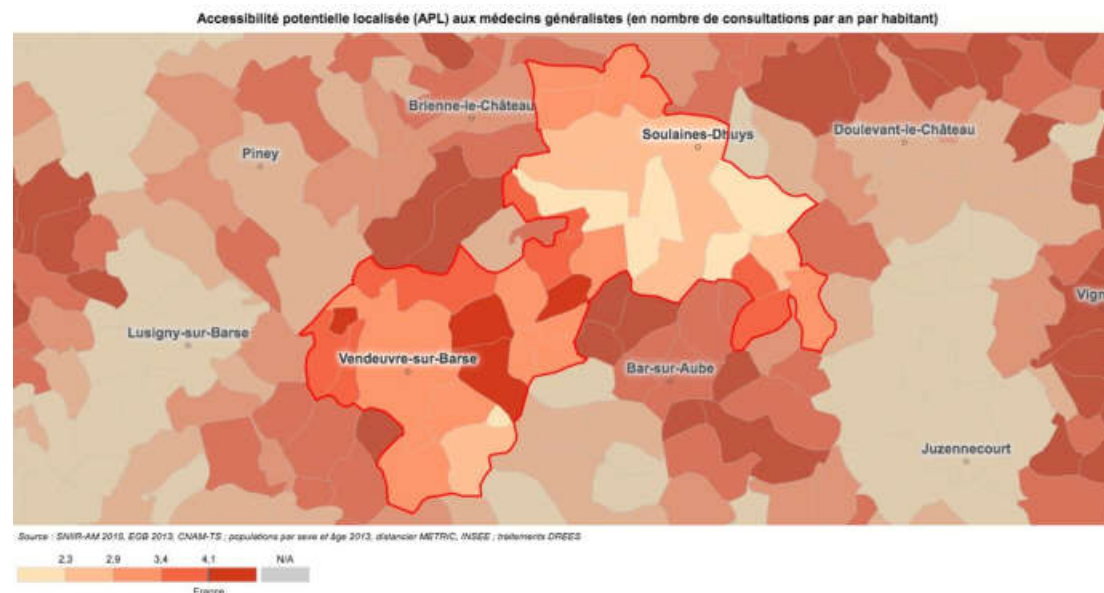 Accessibilité potentielle localisée (APL) aux médecins généralistes (en nombre de consultations par an par habitant)
Brienne-le-Château
Soulaines-Dhuys
Doulevant-le-Château
Piney
Vign
Lusigny-sur-Barse
Vendeuvre-sur-Barse
Bar-sur-Aube
Juzennecourt
Source : SNIIR-AM 2015, EGB 2013, CNAM-TS ; populations par sexe et âge 2013, distancier METRIC, INSEE ; traitements DREES
2,3 2,9 3,4 4,1 N/A
France